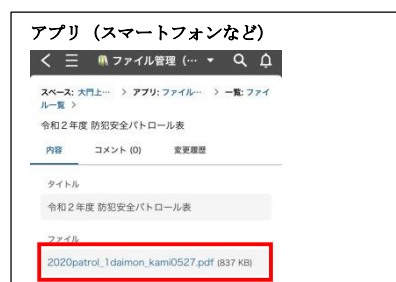 アプリ（スマートフォンなど）
ファイル管理（…
スペース: 大門上… > アプリ: ファイル… > 一覧: ファイ
ル一覧 >
令和２年度 防犯安全パトロール表
内容 コメント (0) 変更履歴
タイトル
令和２年度 防犯安全パトロール表
ファイル
2020patrol_1daimon_kami0527.pdf (837 KB)